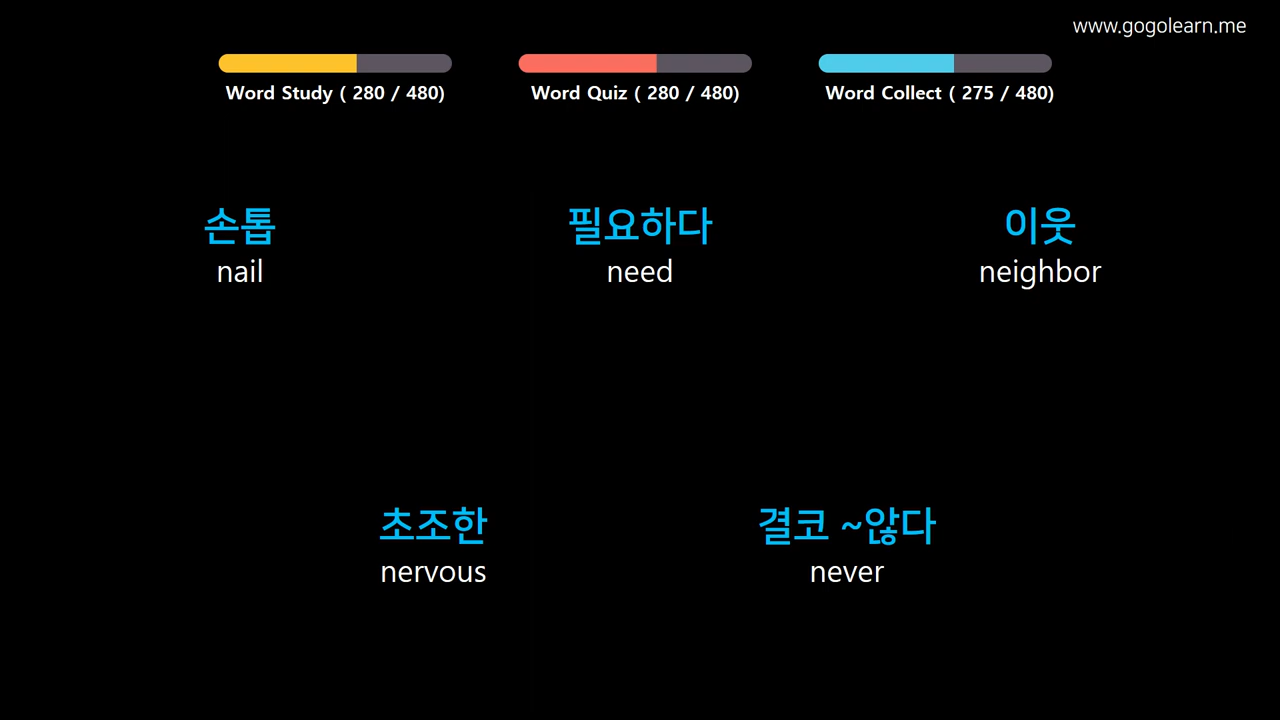 www.gogolearn.me
Word Study ( 280 / 480)
Word Quiz ( 280 / 480)
Word Collect ( 275 / 480)
손톱
nail
필요하다
need
이웃
neighbor
초조한
nervous
결코 ~않다
never